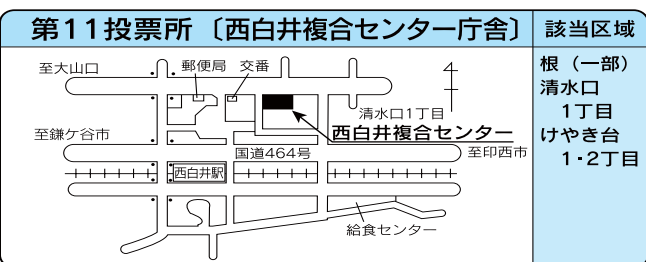 第11投票所〔西白井複合センター庁舎〕
該当区域
至大山口
郵便局
交番
清水口1丁目
西白井複合センター
至鎌ケ谷市
国道464号
至印西市
西白井駅
給食センター
根（一部）
清水口
1丁目
けやき台
1・2丁目